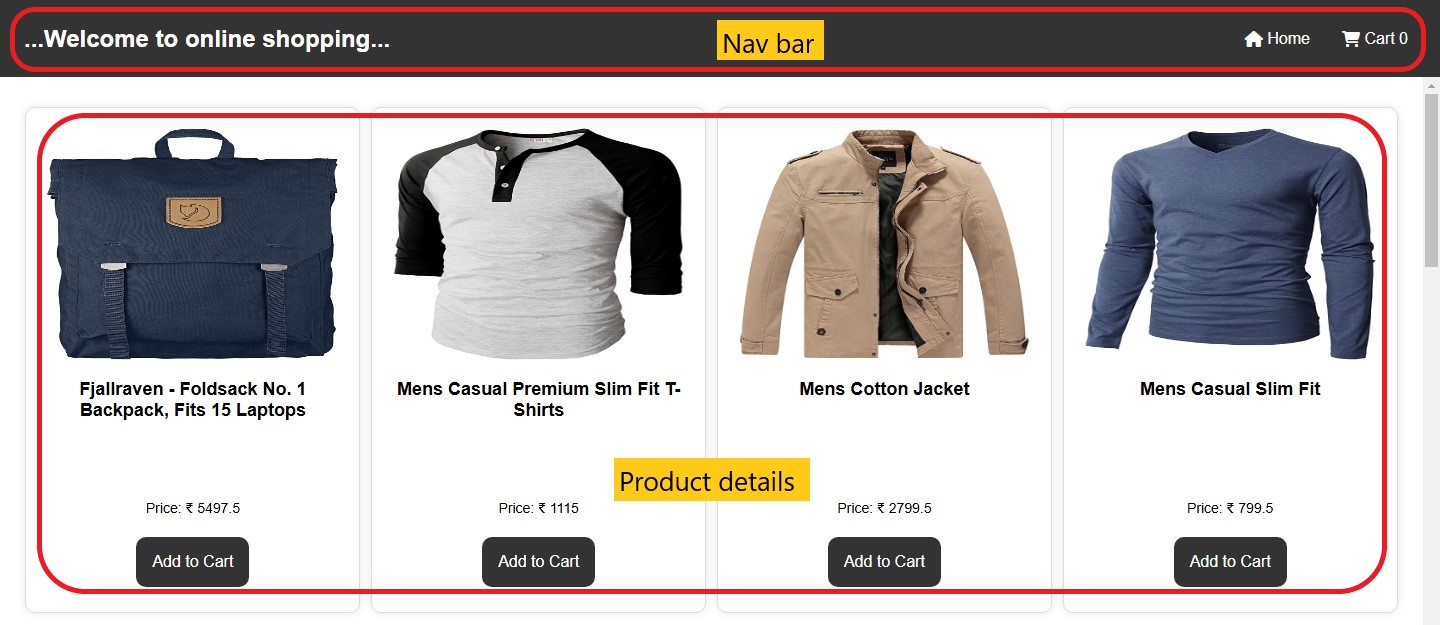 ...Welcome to online shopping...
Nav bar
Home
Cart 0
Fjallraven - Foldsack No. 1
Backpack, Fits 15 Laptops
Mens Casual Premium Slim Fit T-
Shirts
Mens Cotton Jacket
Mens Casual Slim Fit
Product details
Price: ₹ 5497.5
Price: ₹ 1115
Price: ₹ 2799.5
Price: ₹ 799.5
Add to Cart
Add to Cart
Add to Cart
Add to Cart